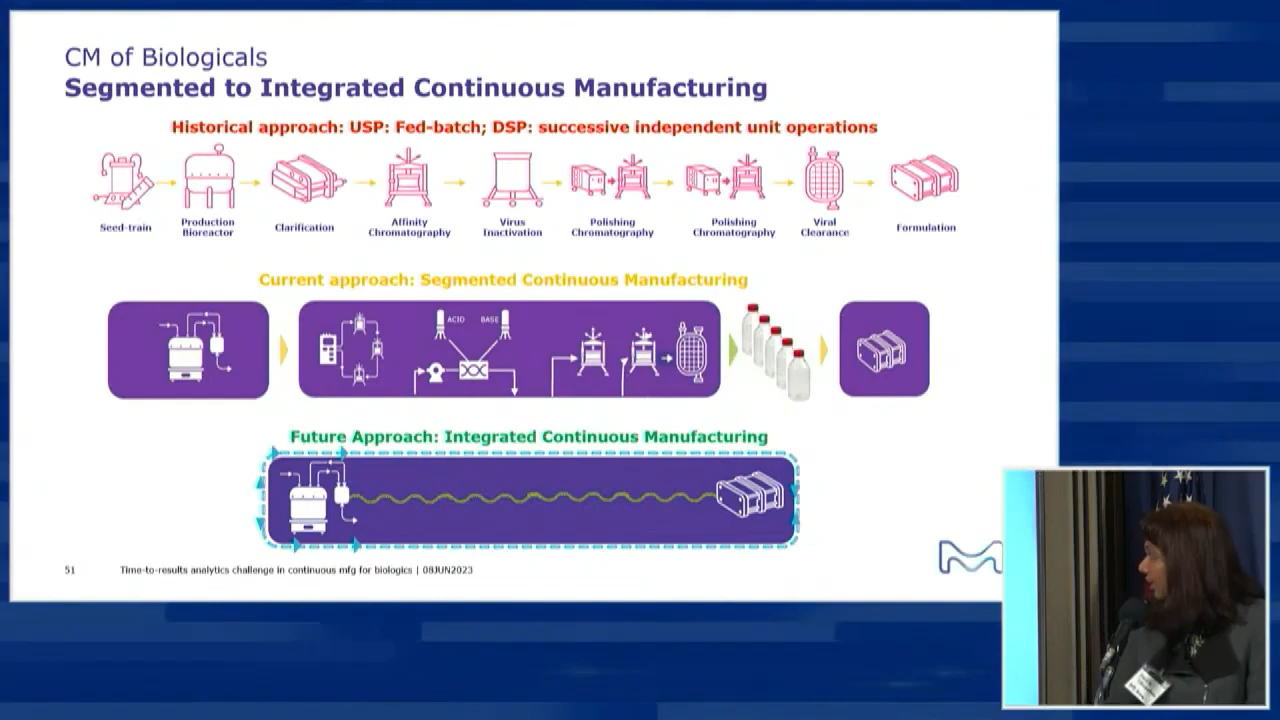 CM of Biologicals
Segmented to Integrated Continuous Manufacturing
Historical approach: USP: Fed-batch; DSP: successive independent unit operations
Seed-train
Production
Bioreactor
Clarification
Affinity
Chromatography
Virus
Inactivation
Polishing
Chromatography
Polishing
Chromatography
Viral
Clearance
Formulation
Current approach: Segmented Continuous Manufacturing
ACID
BASE
Future Approach: Integrated Continuous Manufacturing
51
Time-to-results analytics challenge in continuous mfg for biologics | 08JUN2023